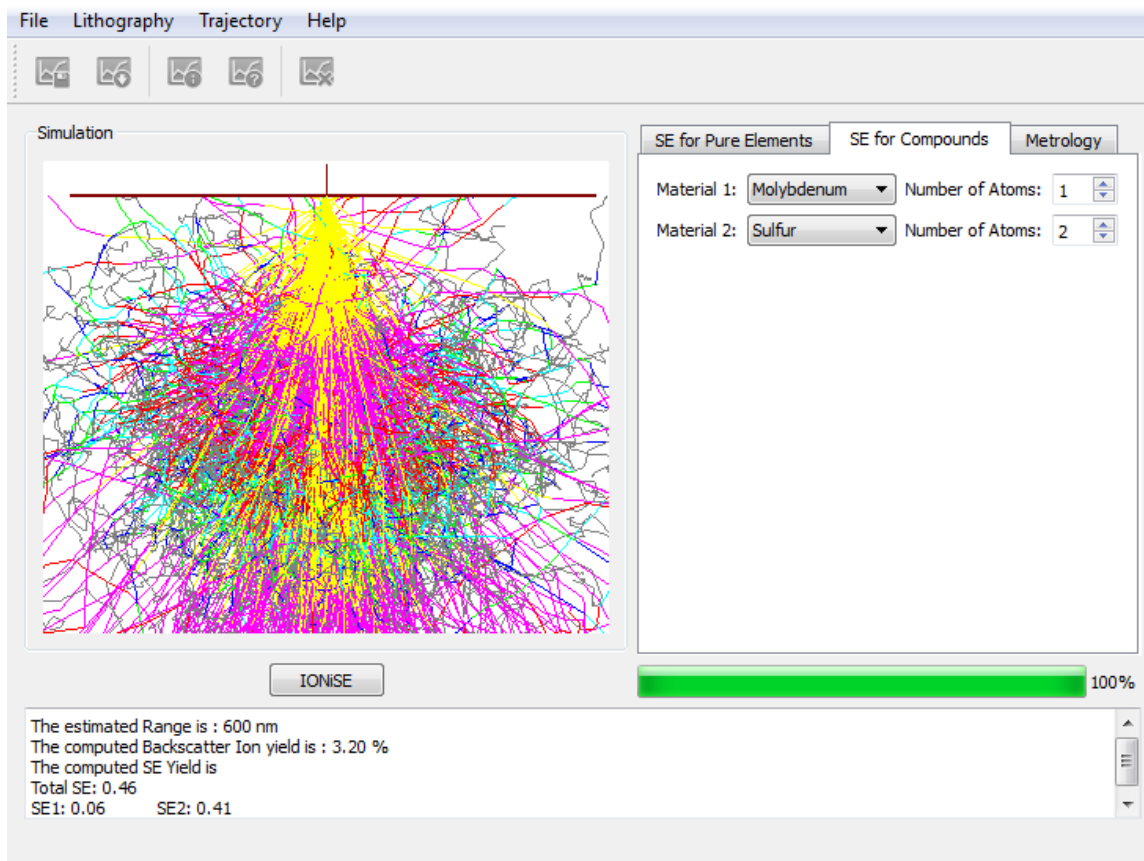 File Lithography Trajectory Help
Simulation
SE for Pure Elements SE for Compounds Metrology
Material 1: Molybdenum Number of Atoms: 1
Material 2: Sulfur Number of Atoms: 2
IONiSE
100%
The estimated Range is : 600 nm
The computed Backscatter Ion yield is : 3.20 %
The computed SE Yield is
Total SE: 0.46
SE1: 0.06 SE2: 0.41